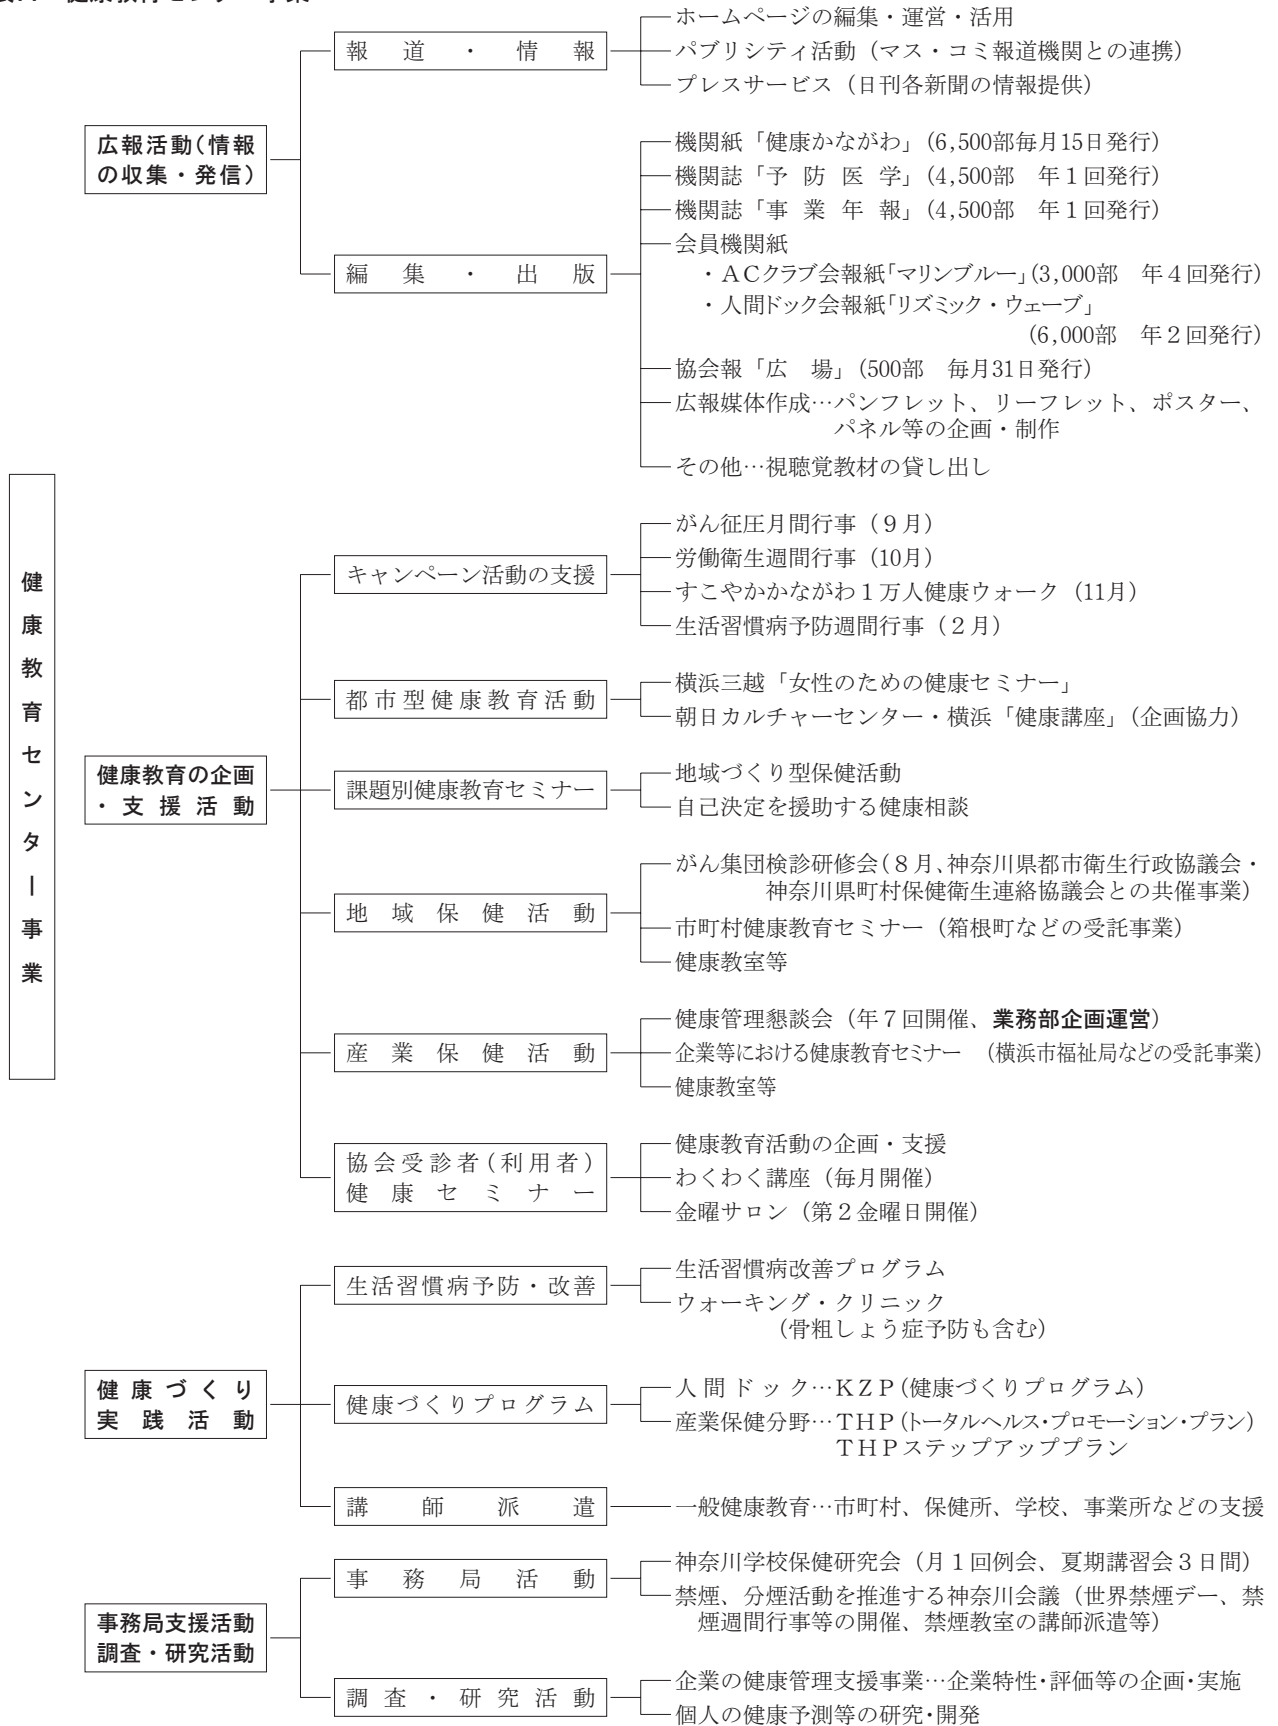 健康教育センター事業
報道・情報
ホームページの編集・運営・活用
パブリシティ活動（マス・コミ報道機関との連携）
プレスサービス（日刊各新聞の情報提供）
広報活動（情報
の収集・発信）
編集・出版
機関紙「健康かながわ」（6,500部毎月15日発行）
機関誌「予防医学」（4,500部　年１回発行）
機関誌「事業年報」（4,500部　年１回発行）
会員機関紙
・ＡＣクラブ会報紙「マリンブルー」（3,000部　年４回発行）
・人間ドック会報紙「リズミック・ウェーブ」
（6,000部　年２回発行）
協会報「広　場」（500部　毎月31日発行）
広報媒体作成…パンフレット、リーフレット、ポスター、
パネル等の企画・制作
その他…視聴覚教材の貸し出し
健康教育センター事業
健康教育の企画
・支援活動
キャンペーン活動の支援
がん征圧月間行事（９月）
労働衛生週間行事（10月）
すこやかかながわ１万人健康ウォーク（11月）
生活習慣病予防週間行事（２月）
都市型健康教育活動
横浜三越「女性のための健康セミナー」
朝日カルチャーセンター・横浜「健康講座」（企画協力）
課題別健康教育セミナー
地域づくり型保健活動
自己決定を援助する健康相談
地域保健活動
がん集団検診研修会（８月、神奈川県都市衛生行政協議会・
神奈川県町村保健衛生連絡協議会との共催事業）
市町村健康教育セミナー（箱根町などの受託事業）
健康教室等
産業保健活動
健康管理懇談会（年７回開催、業務部企画運営）
企業等における健康教育セミナー　（横浜市福祉局などの受託事業）
健康教室等
協会受診者（利用者）
健康セミナー
健康教育活動の企画・支援
わくわく講座（毎月開催）
金曜サロン（第２金曜日開催）
健康づくり
実践活動
生活習慣病予防・改善
生活習慣病改善プログラム
ウォーキング・クリニック
（骨粗しょう症予防も含む）
健康づくりプログラム
人間ドック…ＫＺＰ（健康づくりプログラム）
産業保健分野…ＴＨＰ（トータルヘルス・プロモーション・プラン）
ＴＨＰステップアッププラン
講師派遣
一般健康教育…市町村、保健所、学校、事業所などの支援
事務局支援活動
調査・研究活動
事務局活動
神奈川学校保健研究会（月１回例会、夏期講習会３日間）
禁煙、分煙活動を推進する神奈川会議（世界禁煙デー、禁
煙週間行事等の開催、禁煙教室の講師派遣等）
調査・研究活動
企業の健康管理支援事業…企業特性・評価等の企画・実施
個人の健康予測等の研究・開発